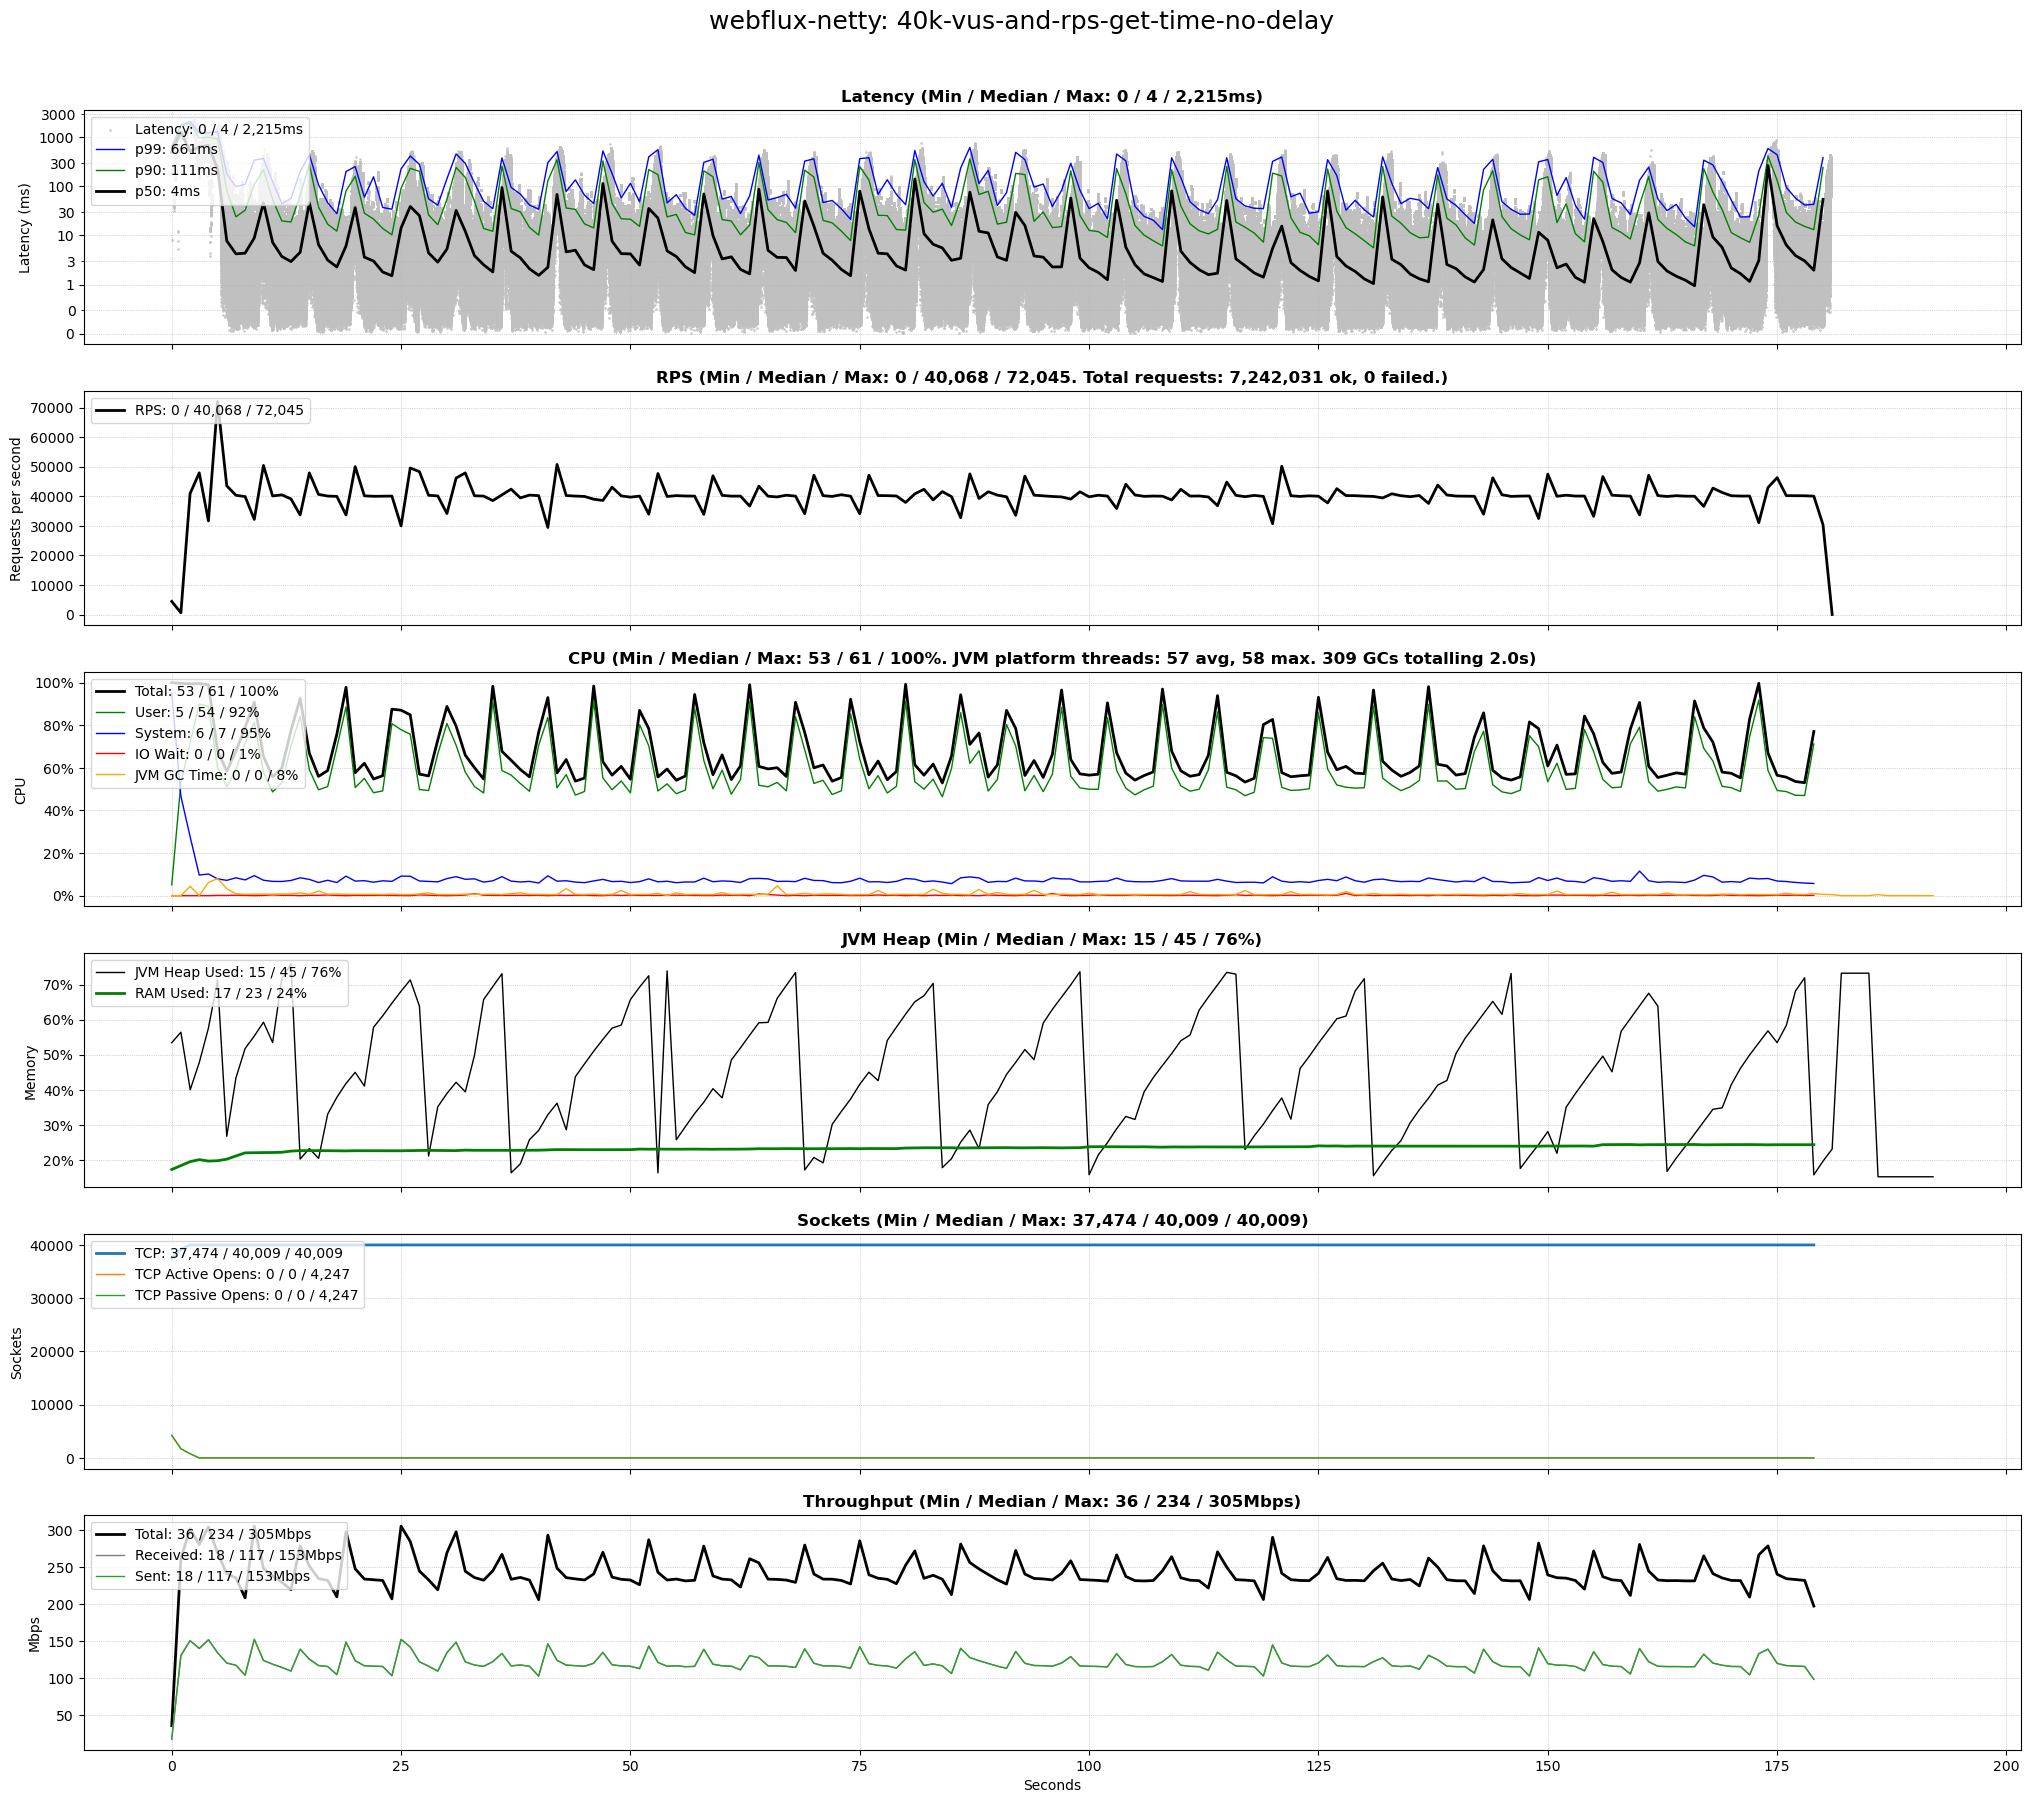 webflux-netty: 40k-vus-and-rps-get-time-no-delay
Latency (Min / Median / Max: 0 / 4 / 2,215ms)
Latency (ms)
3000
1000
300
100
30
10
3
1
0
0
Latency: 0 / 4 / 2,215ms
p99: 661ms
p90: 111ms
p50: 4ms
RPS (Min / Median / Max: 0 / 40,068 / 72,045. Total requests: 7,242,031 ok, 0 failed.)
Requests per second
70000
60000
50000
40000
30000
20000
10000
0
RPS: 0 / 40,068 / 72,045
CPU (Min / Median / Max: 53 / 61 / 100%. JVM platform threads: 57 avg, 58 max. 309 GCs totalling 2.0s)
CPU
100%
80%
60%
40%
20%
0%
Total: 53 / 61 / 100%
User: 5 / 54 / 92%
System: 6 / 7 / 95%
IO Wait: 0 / 0 / 1%
JVM GC Time: 0 / 0 / 8%
JVM Heap (Min / Median / Max: 15 / 45 / 76%)
Memory
70%
60%
50%
40%
30%
20%
JVM Heap Used: 15 / 45 / 76%
RAM Used: 17 / 23 / 24%
Sockets (Min / Median / Max: 37,474 / 40,009 / 40,009)
Sockets
40000
30000
20000
10000
0
TCP: 37,474 / 40,009 / 40,009
TCP Active Opens: 0 / 0 / 4,247
TCP Passive Opens: 0 / 0 / 4,247
Throughput (Min / Median / Max: 36 / 234 / 305Mbps)
Mbps
300
250
200
150
100
50
Total: 36 / 234 / 305Mbps
Received: 18 / 117 / 153Mbps
Sent: 18 / 117 / 153Mbps
0 25 50 75 100 125 150 175 200
Seconds